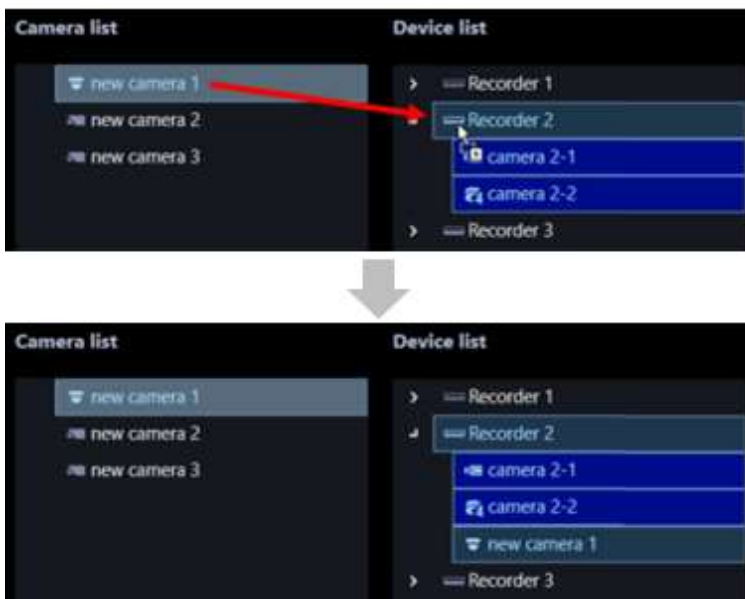 Camera list
Device list
new camera 1
Recorder 1
new camera 2
Recorder 2
new camera 3
camera 2-1
camera 2-2
Recorder 3
Camera list
Device list
new camera 1
Recorder 1
new camera 2
Recorder 2
new camera 3
camera 2-1
camera 2-2
new camera 1
Recorder 3